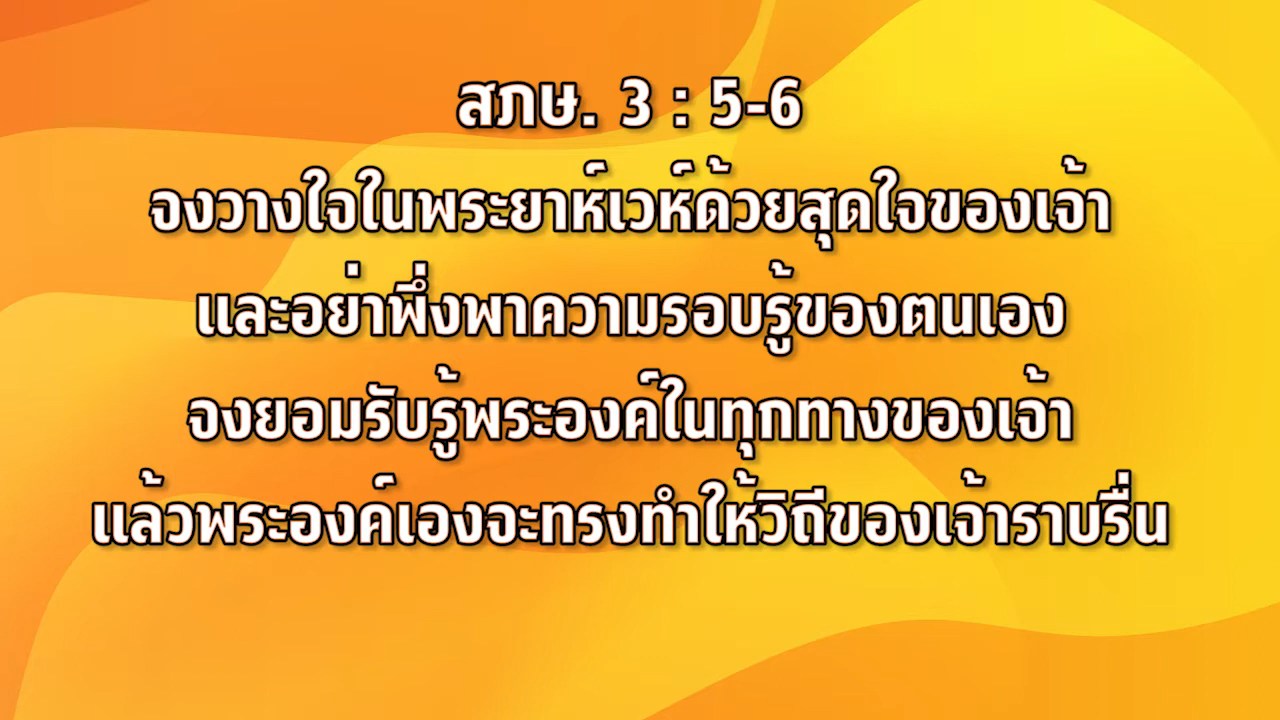 สภษ. 3 : 5-6
จงวางใจในพระยาห์เวห์ด้วยสุดใจของเจ้า
และอย่าพึ่งพาความรอบรู้ของตนเอง
จงยอมรับรู้พระองค์ในทุกทางของเจ้า
แล้วพระองค์เองจะทรงทำให้วิถีของเจ้าราบรื่น